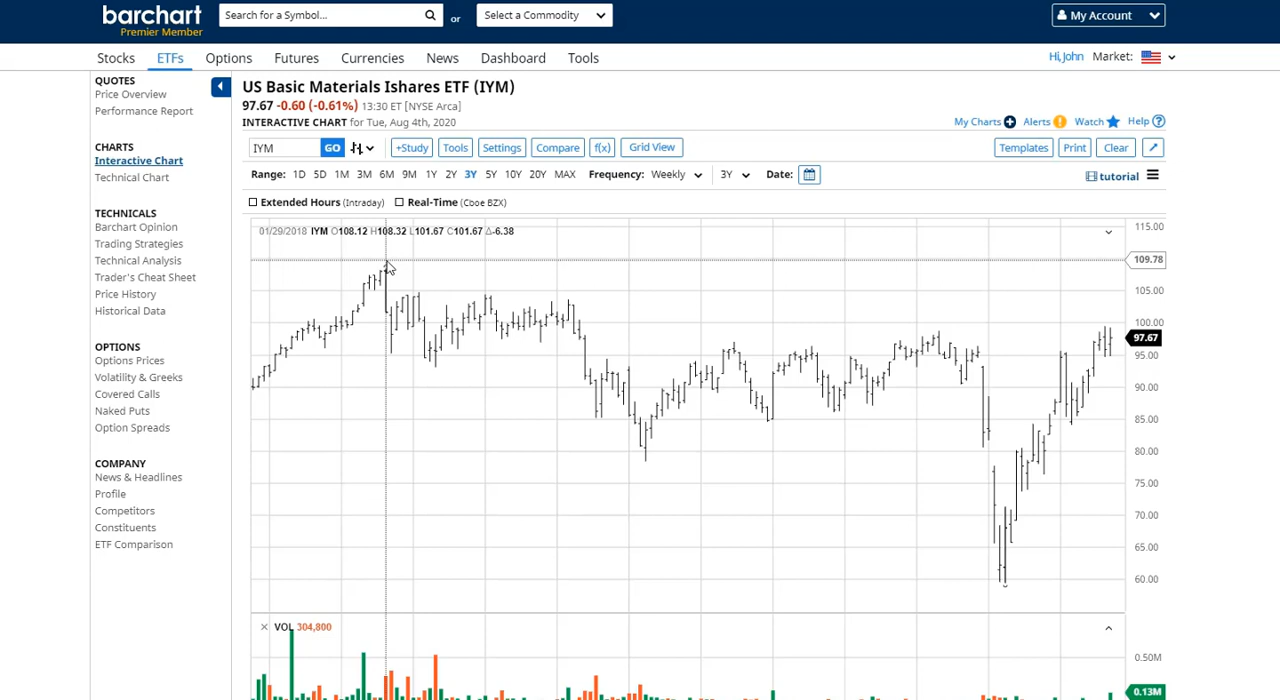 barchart
Premier Member
Search for a Symbol...
or
Select a Commodity
My Account
Stocks ETFs Options Futures Currencies News Dashboard Tools
Hi, John Market:
QUOTES
Price Overview
Performance Report
CHARTS
Interactive Chart
Technical Chart
TECHNICALS
Barchart Opinion
Trading Strategies
Technical Analysis
Trader's Cheat Sheet
Price History
Historical Data
OPTIONS
Options Prices
Volatility & Greeks
Covered Calls
Naked Puts
Option Spreads
COMPANY
News & Headlines
Profile
Competitors
Constituents
ETF Comparison
US Basic Materials Ishares ETF (IYM)
97.67 -0.60 (-0.61%) 13:30 ET [NYSE Arca]
INTERACTIVE CHART for Tue, Aug 4th, 2020
My Charts Alerts Watch Help
IYM GO +Study Tools Settings Compare f(x) Grid View Templates Print Clear
Range: 1D 5D 1M 3M 6M 9M 1Y 2Y 3Y 5Y 10Y 20Y MAX Frequency: Weekly 3Y Date: tutorial
Extended Hours (Intraday) Real-Time (Cboe BZX)
01/29/2018 IYM O108.12 H108.32 L101.67 C101.67 Δ-6.38
115.00
109.78
105.00
100.00
97.67
95.00
90.00
85.00
80.00
75.00
70.00
65.00
60.00
VOL 304,800
0.50M
0.13M